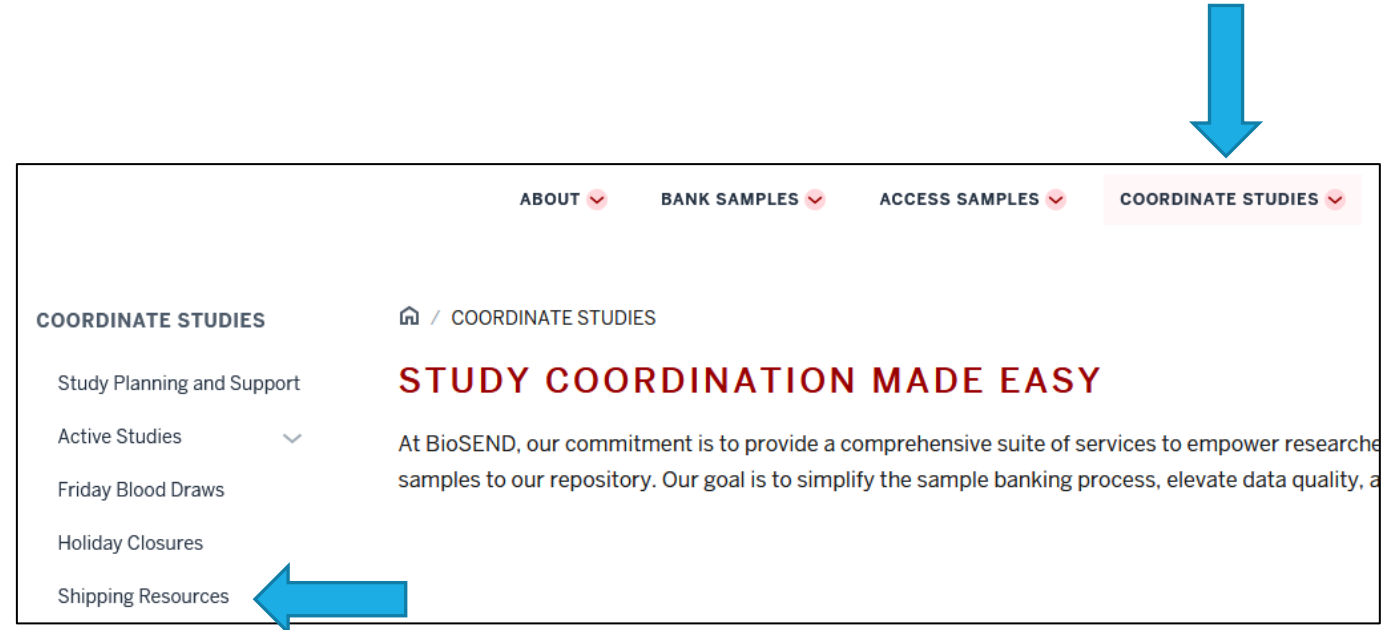 ABOUT
BANK SAMPLES
ACCESS SAMPLES
COORDINATE STUDIES
COORDINATE STUDIES
Study Planning and Support
Active Studies
Friday Blood Draws
Holiday Closures
Shipping Resources
/ COORDINATE STUDIES
STUDY COORDINATION MADE EASY
At BioSEND, our commitment is to provide a comprehensive suite of services to empower researche
samples to our repository. Our goal is to simplify the sample banking process, elevate data quality, a